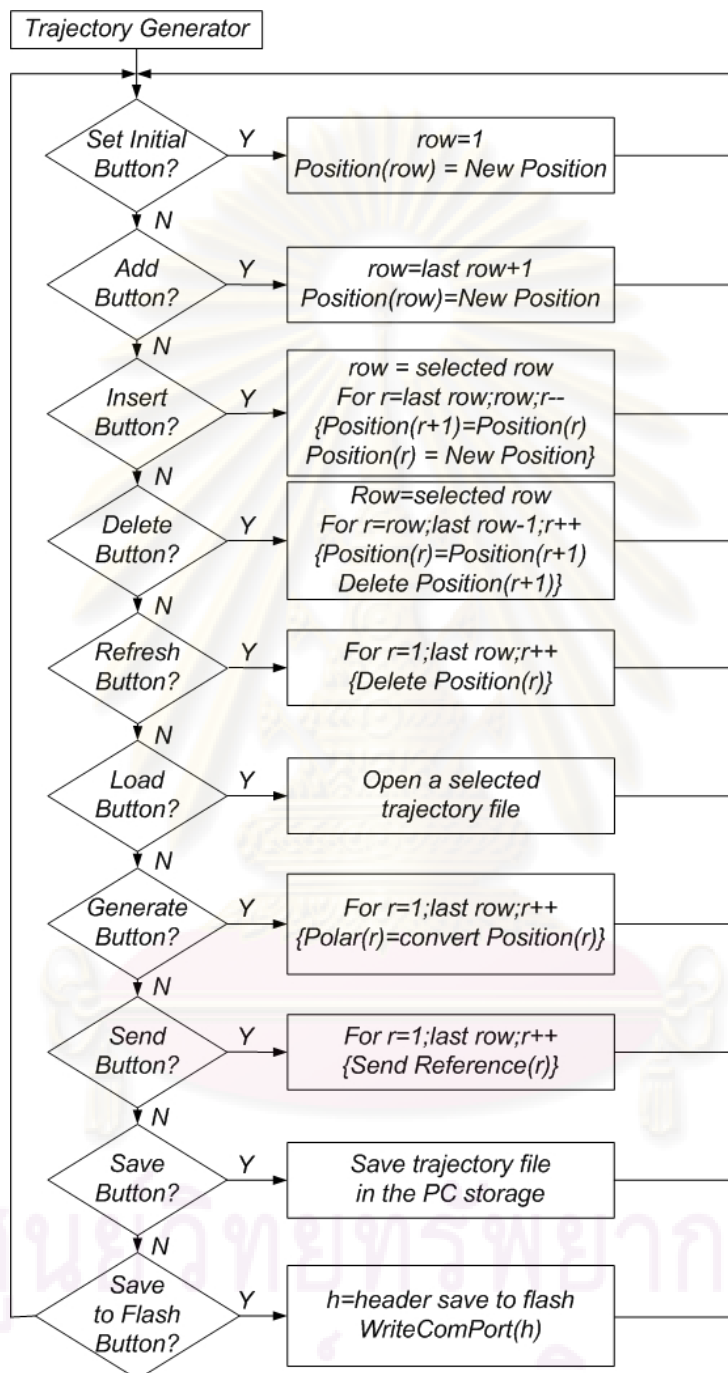 Trajectory Generator
Set Initial
Button?
Y
row=1
Position(row) = New Position
N
Add
Button?
Y
row=last row+1
Position(row)=New Position
N
Insert
Button?
Y
row = selected row
For r=last row;row;r--
{Position(r+1)=Position(r)
Position(r) = New Position}
N
Delete
Button?
Y
Row=selected row
For r=row;last row-1;r++
{Position(r)=Position(r+1)
Delete Position(r+1)}
N
Refresh
Button?
Y
For r=1;last row;r++
{Delete Position(r)}
N
Load
Button?
Y
Open a selected
trajectory file
N
Generate
Button?
Y
For r=1;last row;r++
{Polar(r)=convert Position(r)}
N
Send
Button?
Y
For r=1;last row;r++
{Send Reference(r)}
N
Save
Button?
Y
Save trajectory file
in the PC storage
N
Save
to Flash
Button?
Y
h=header save to flash
WriteComPort(h)